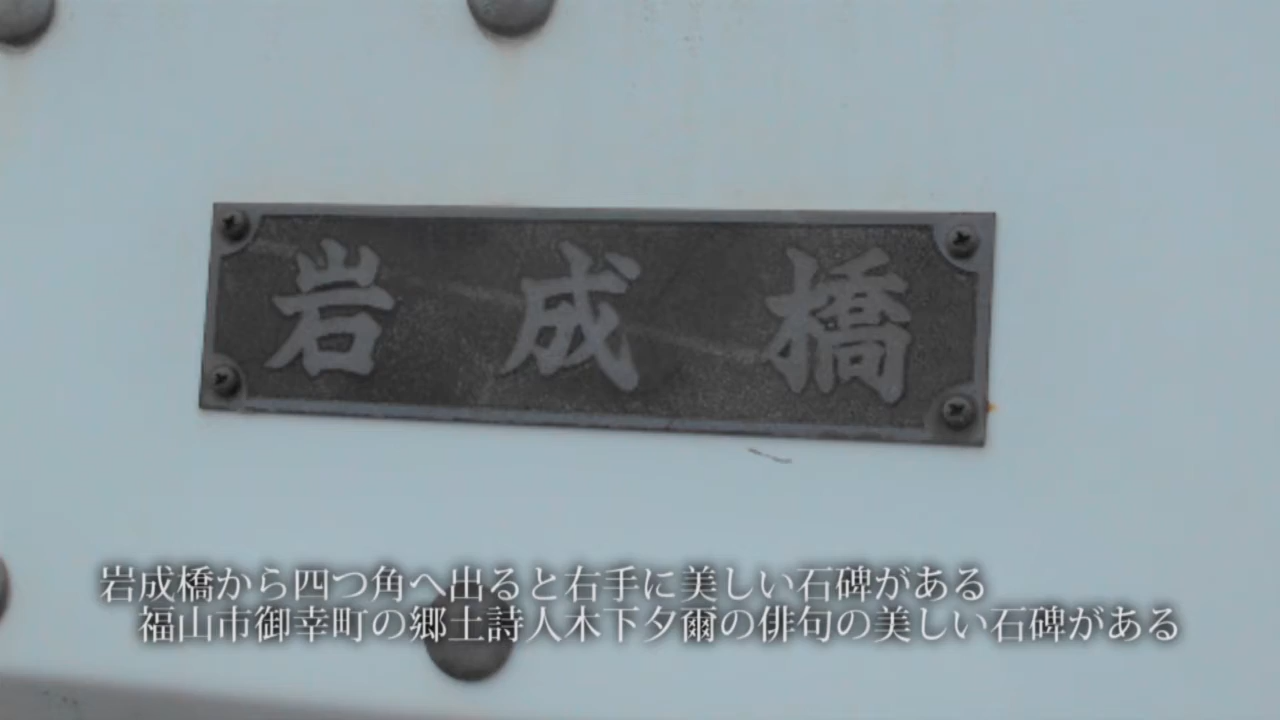 岩成橋
岩成橋から四つ角へ出ると右手に美しい石碑がある
福山市御幸町の郷土詩人木下夕爾の俳句の美しい石碑がある